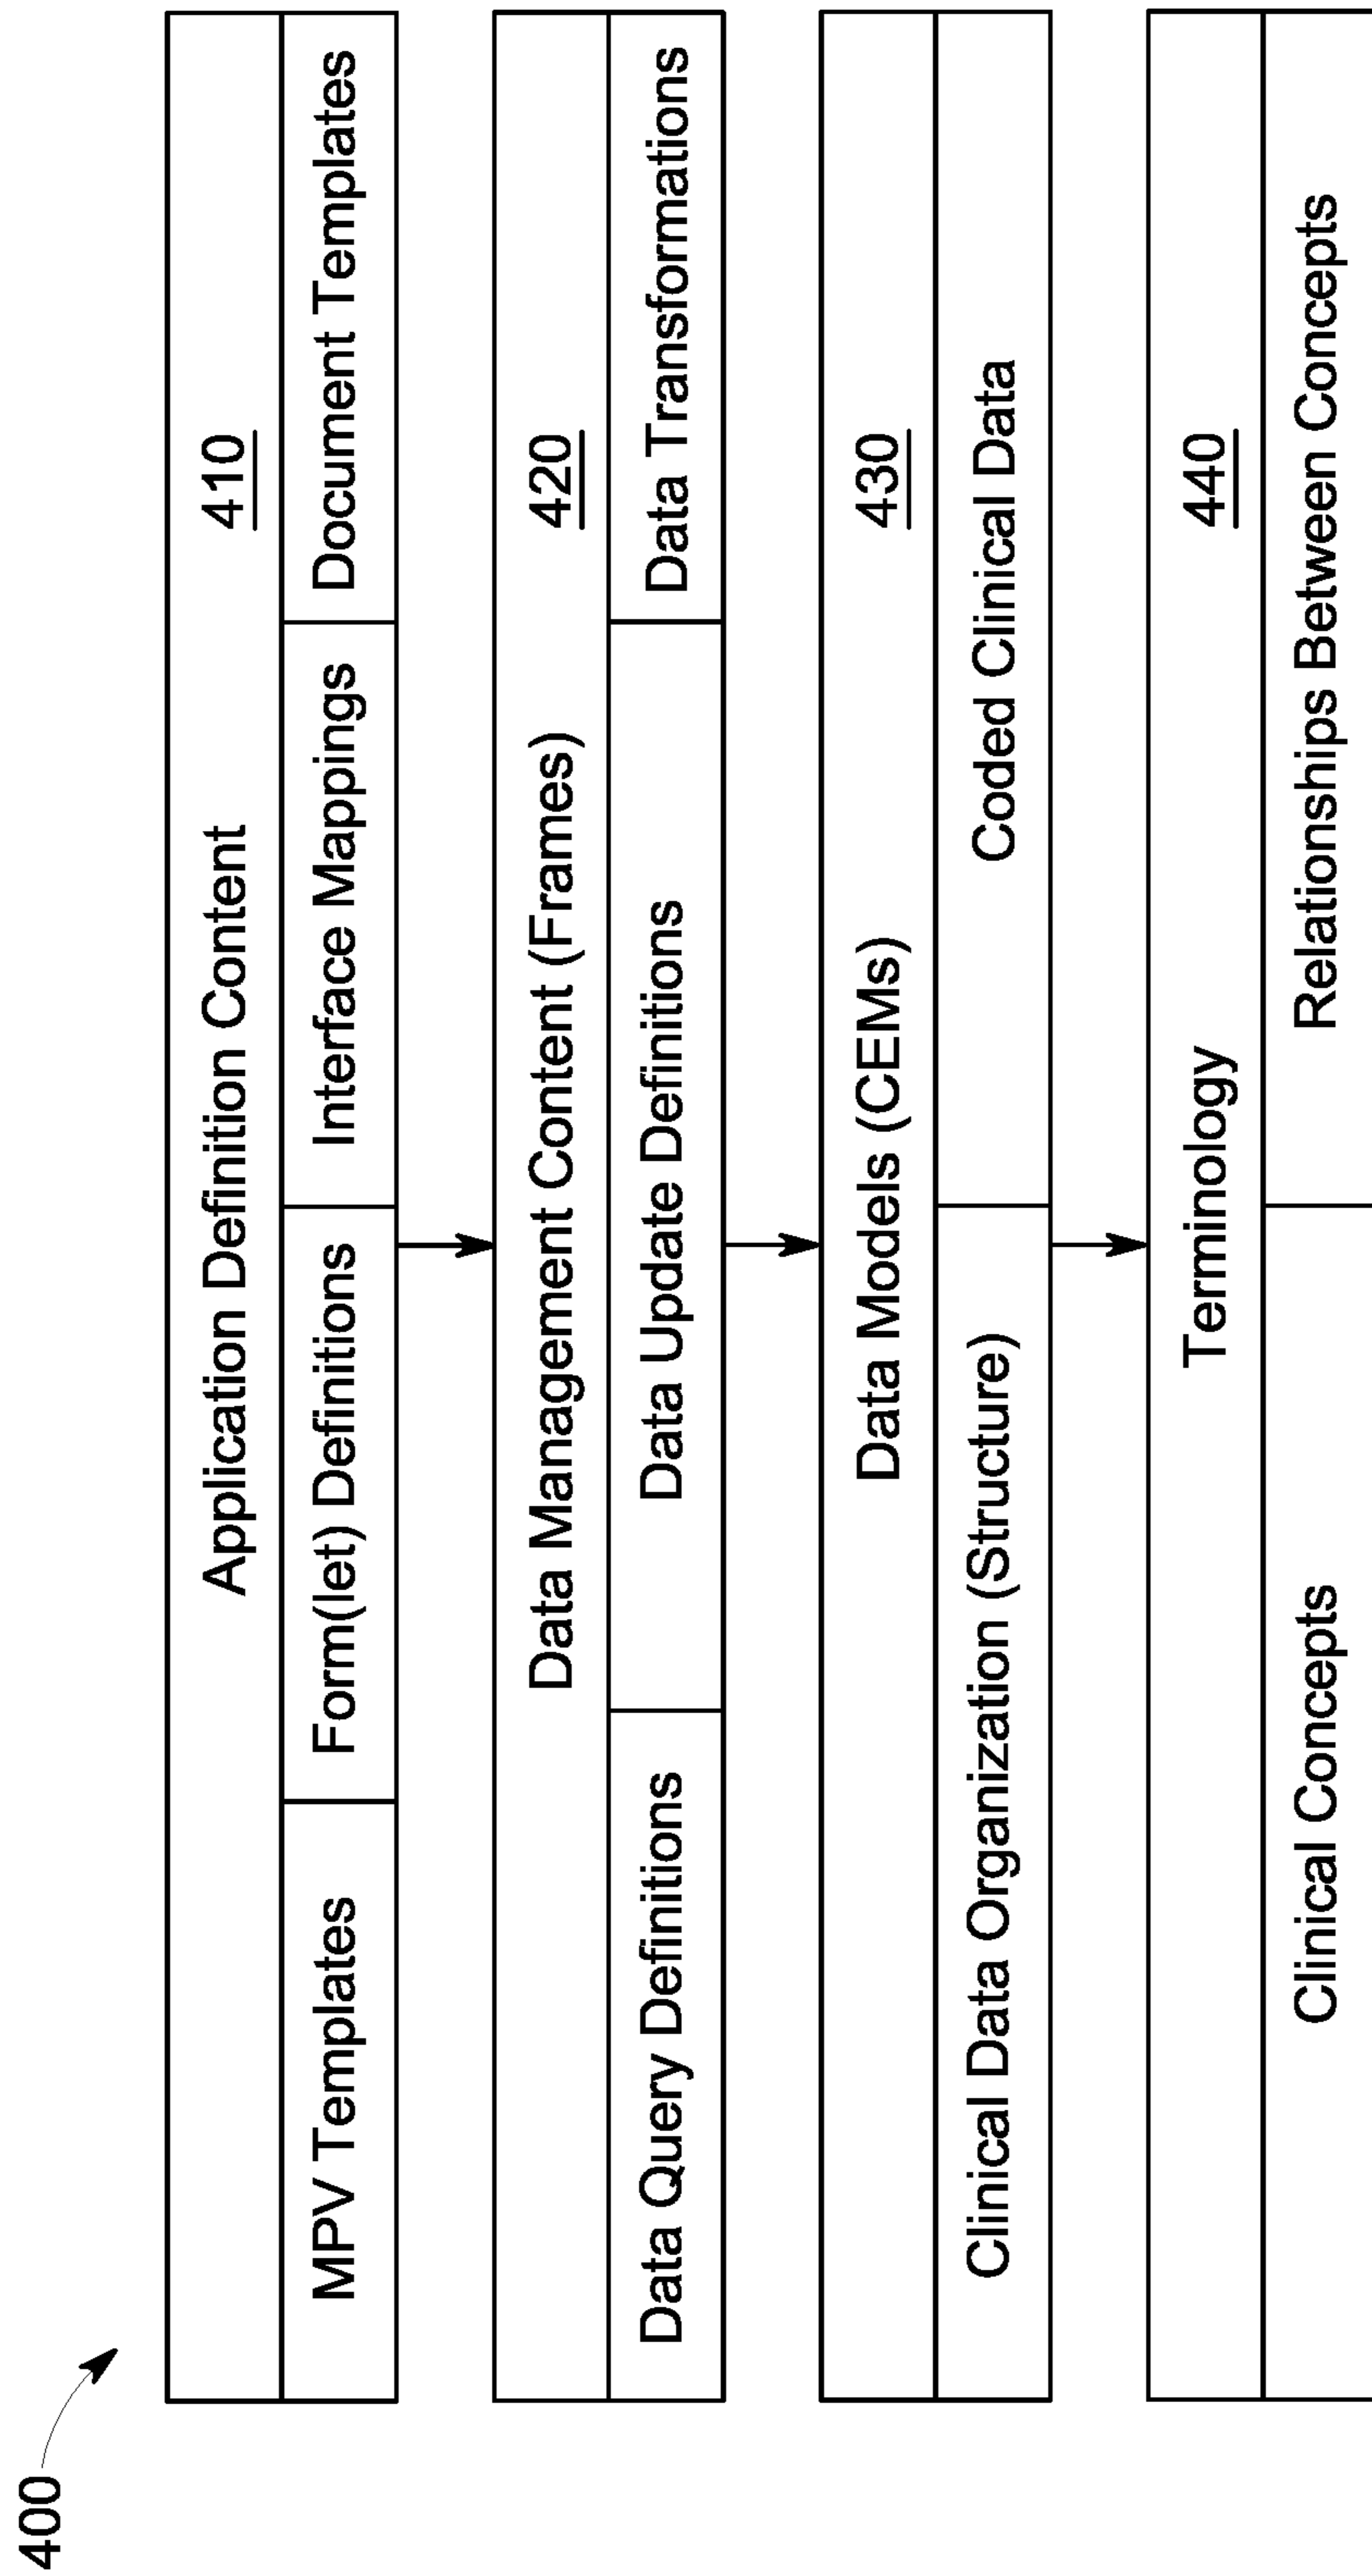 400
Application Definition Content 410
MPV Templates
Form(let) Definitions
Interface Mappings
Document Templates
Data Management Content (Frames) 420
Data Query Definitions
Data Update Definitions
Data Transformations
Data Models (CEMs) 430
Clinical Data Organization (Structure)
Coded Clinical Data
Terminology 440
Clinical Concepts
Relationships Between Concepts